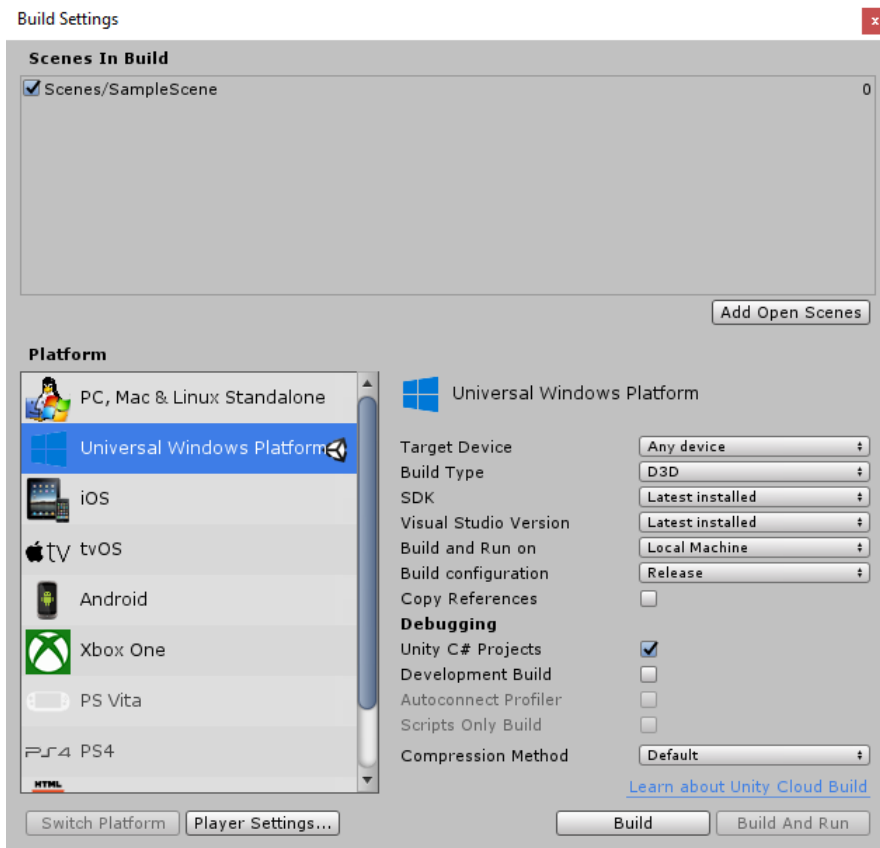 Build Settings
x
Scenes In Build
Scenes/SampleScene 0
Add Open Scenes
Platform
PC, Mac & Linux Standalone
Universal Windows Platform
iOS
tv tvOS
Android
Xbox One
PS Vita
PS4 PS4
HTML
Universal Windows Platform
Target Device Any device
Build Type D3D
SDK Latest installed
Visual Studio Version Latest installed
Build and Run on Local Machine
Build configuration Release
Copy References
Debugging
Unity C# Projects
Development Build
Autoconnect Profiler
Scripts Only Build
Compression Method Default
Learn about Unity Cloud Build
Switch Platform Player Settings... Build Build And Run